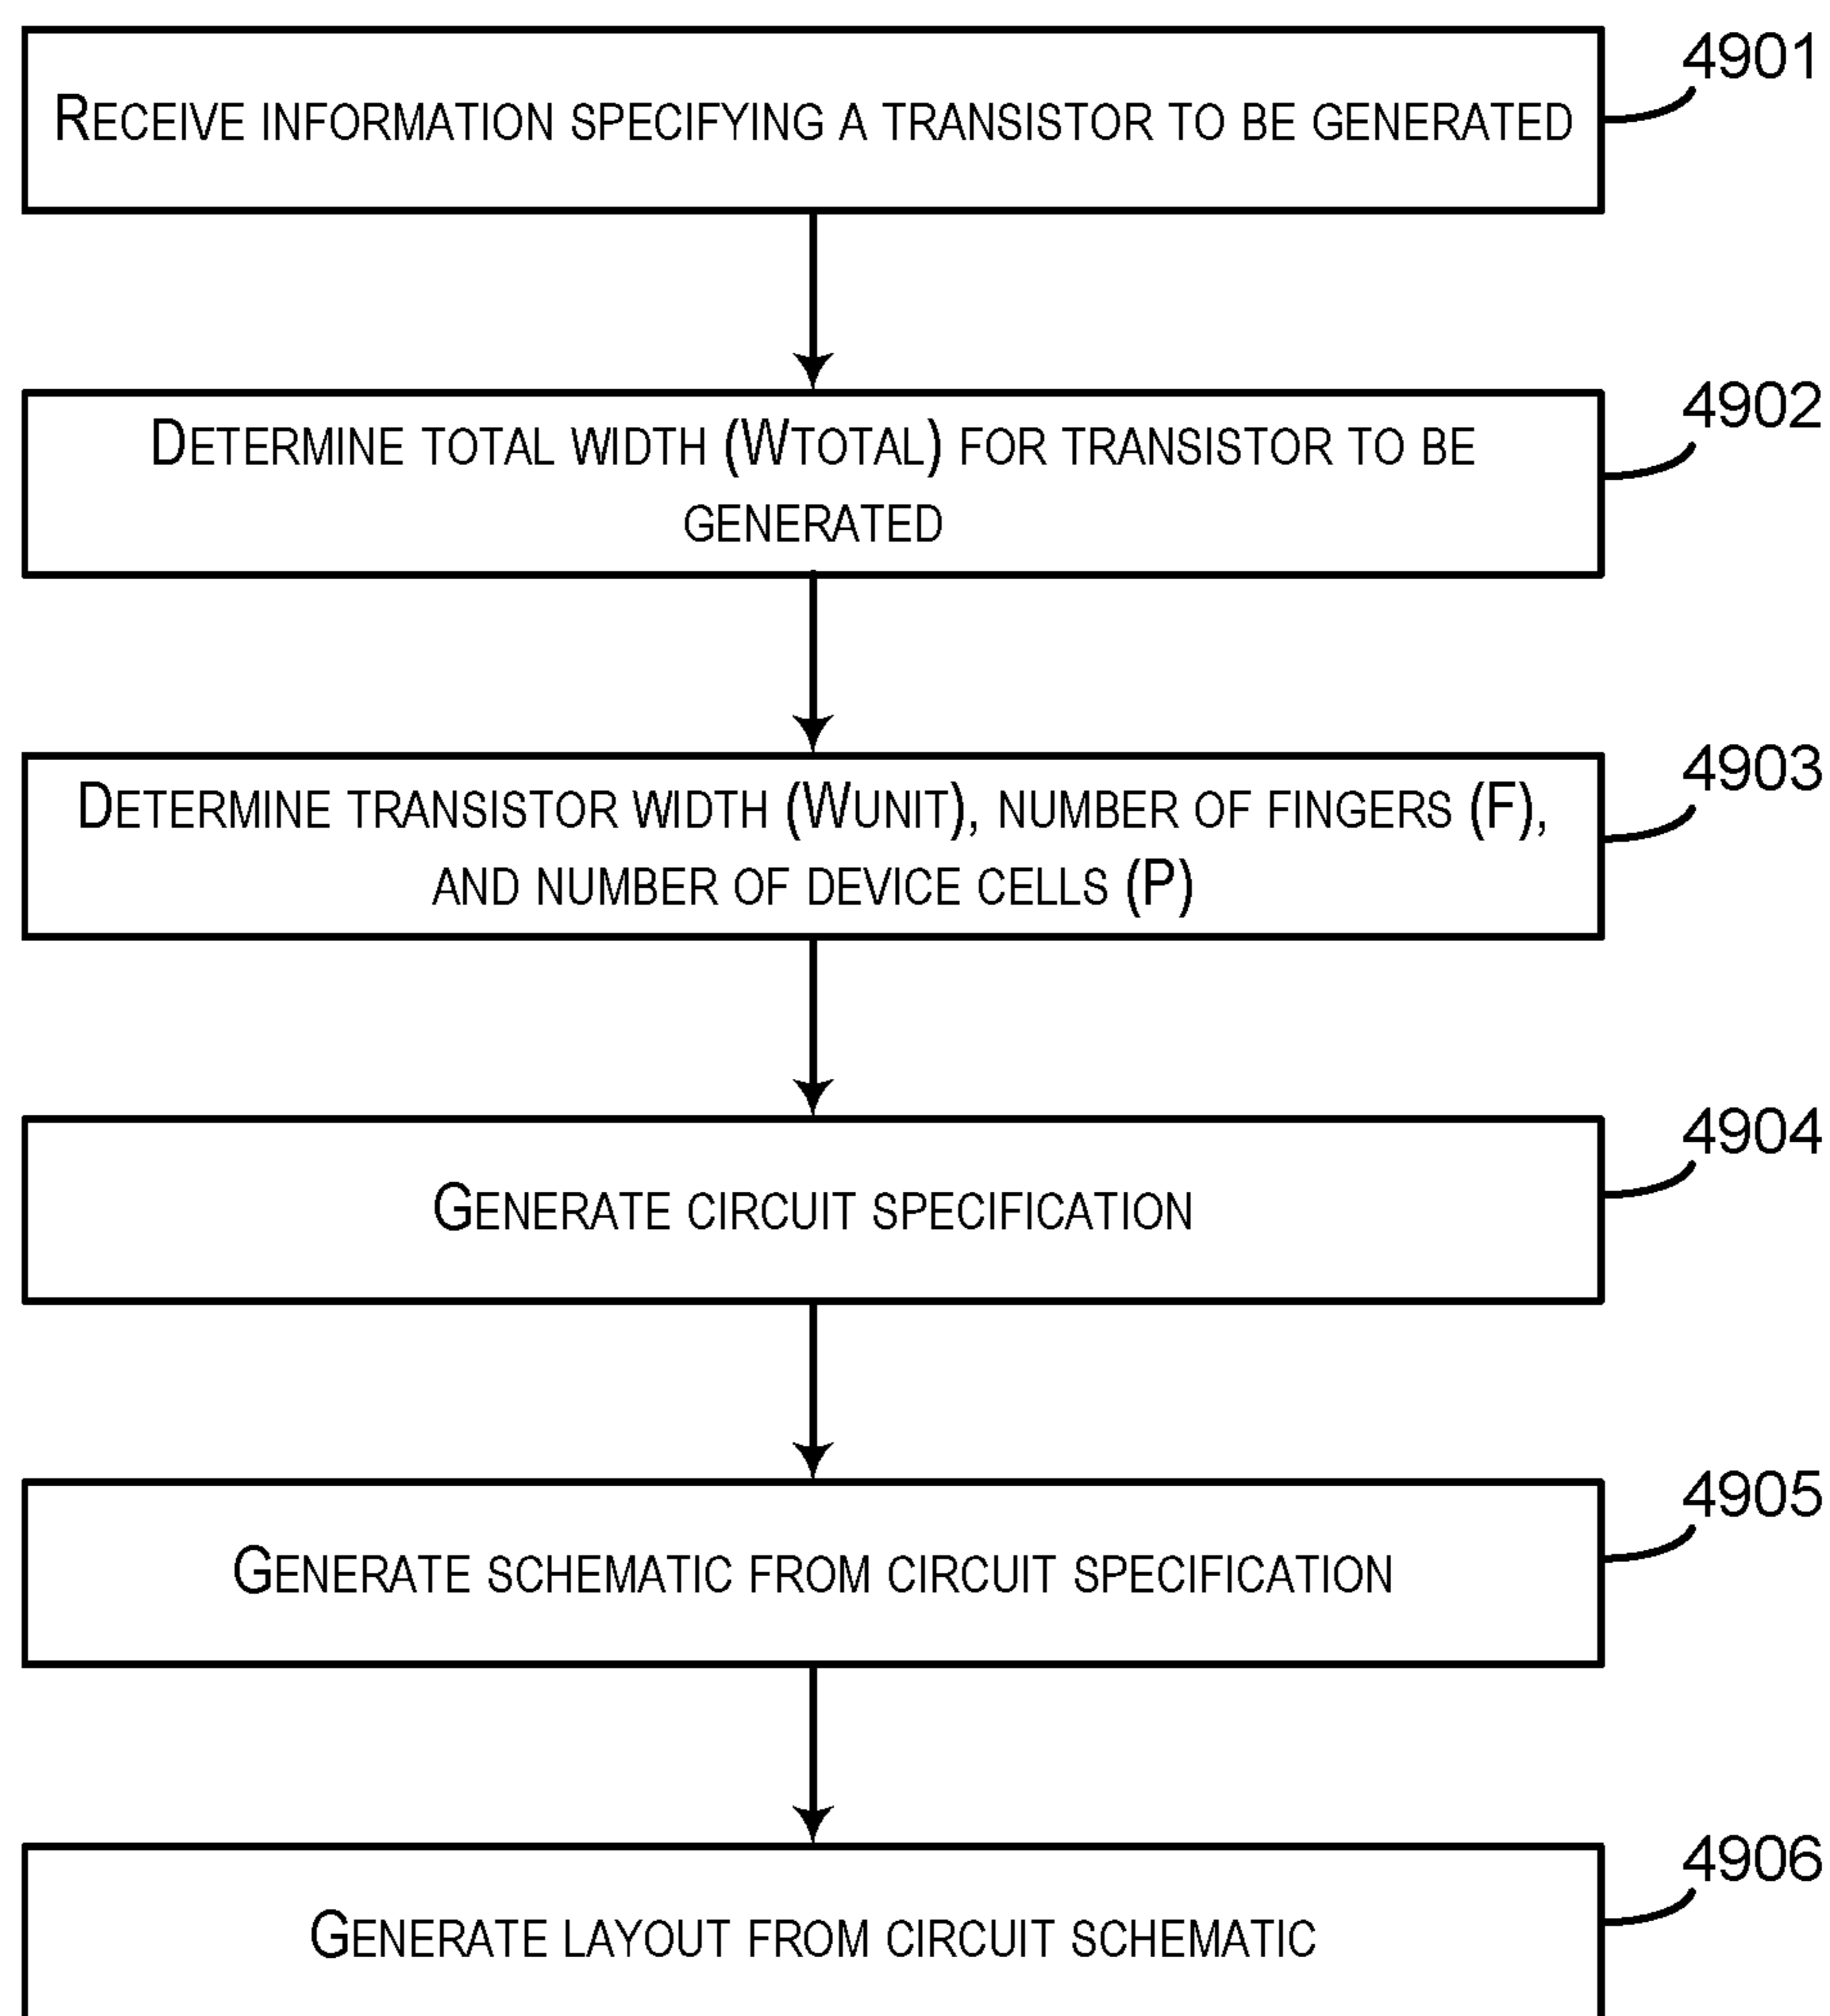 RECEIVE INFORMATION SPECIFYING A TRANSISTOR TO BE GENERATED
4901
DETERMINE TOTAL WIDTH (WTOTAL) FOR TRANSISTOR TO BE
GENERATED
4902
DETERMINE TRANSISTOR WIDTH (WUNIT), NUMBER OF FINGERS (F),
AND NUMBER OF DEVICE CELLS (P)
4903
GENERATE CIRCUIT SPECIFICATION
4904
GENERATE SCHEMATIC FROM CIRCUIT SPECIFICATION
4905
GENERATE LAYOUT FROM CIRCUIT SCHEMATIC
4906